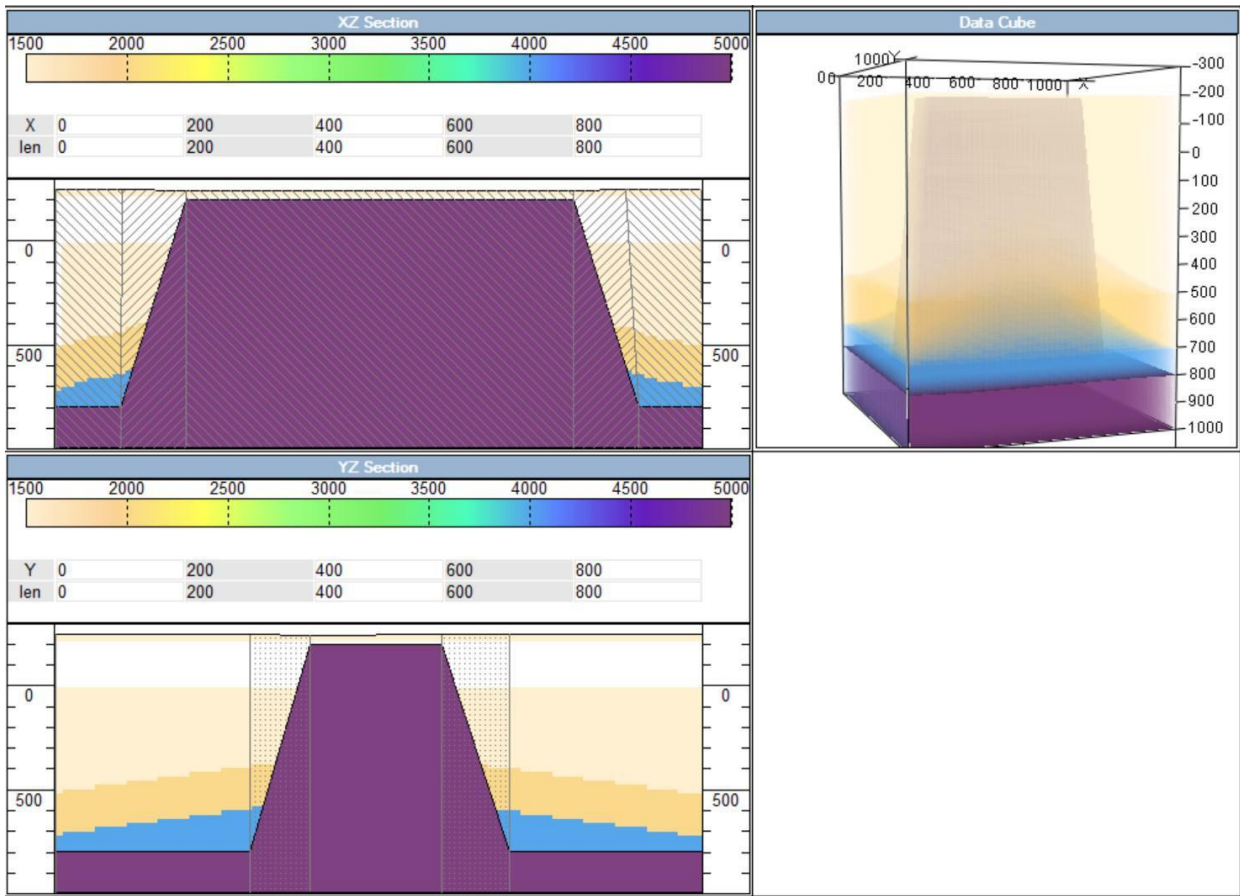 XZ Section
1500 2000 2500 3000 3500 4000 4500 5000
X 0 200 400 600 800
len 0 200 400 600 800
0 0
500 500
Data Cube
1000 Y
0 0 200 400 600 800 1000 X
-300
-200
-100
0
100
200
300
400
500
600
700
800
900
1000
YZ Section
1500 2000 2500 3000 3500 4000 4500 5000
Y 0 200 400 600 800
len 0 200 400 600 800
0 0
500 500